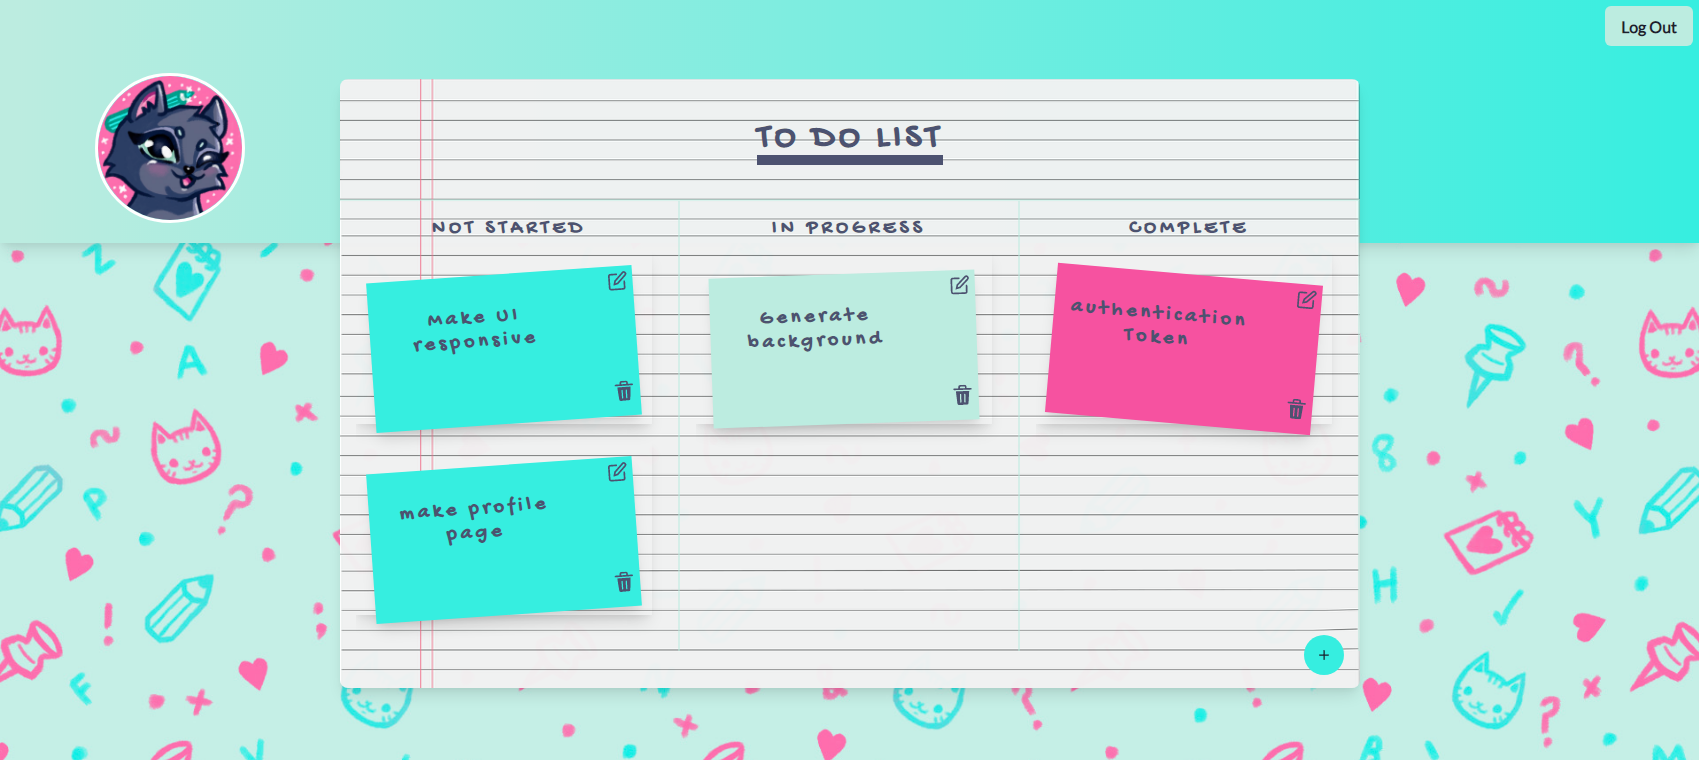 Log Out
TO DO LIST
NOT STARTED
IN PROGRESS
COMPLETE
Make UI
responsive
Generate
background
authentication
Token
make profile
page
+